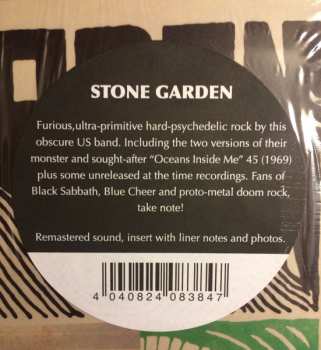 STONE GARDEN
Furious,ultra-primitive hard-psychedelic rock by this
obscure US band. Including the two versions of their
monster and sought-after “Oceans Inside Me” 45 (1969)
plus some unreleased at the time recordings. Fans of
Black Sabbath, Blue Cheer and proto-metal doom rock,
take note!
Remastered sound, insert with liner notes and photos.
4 040824 083847